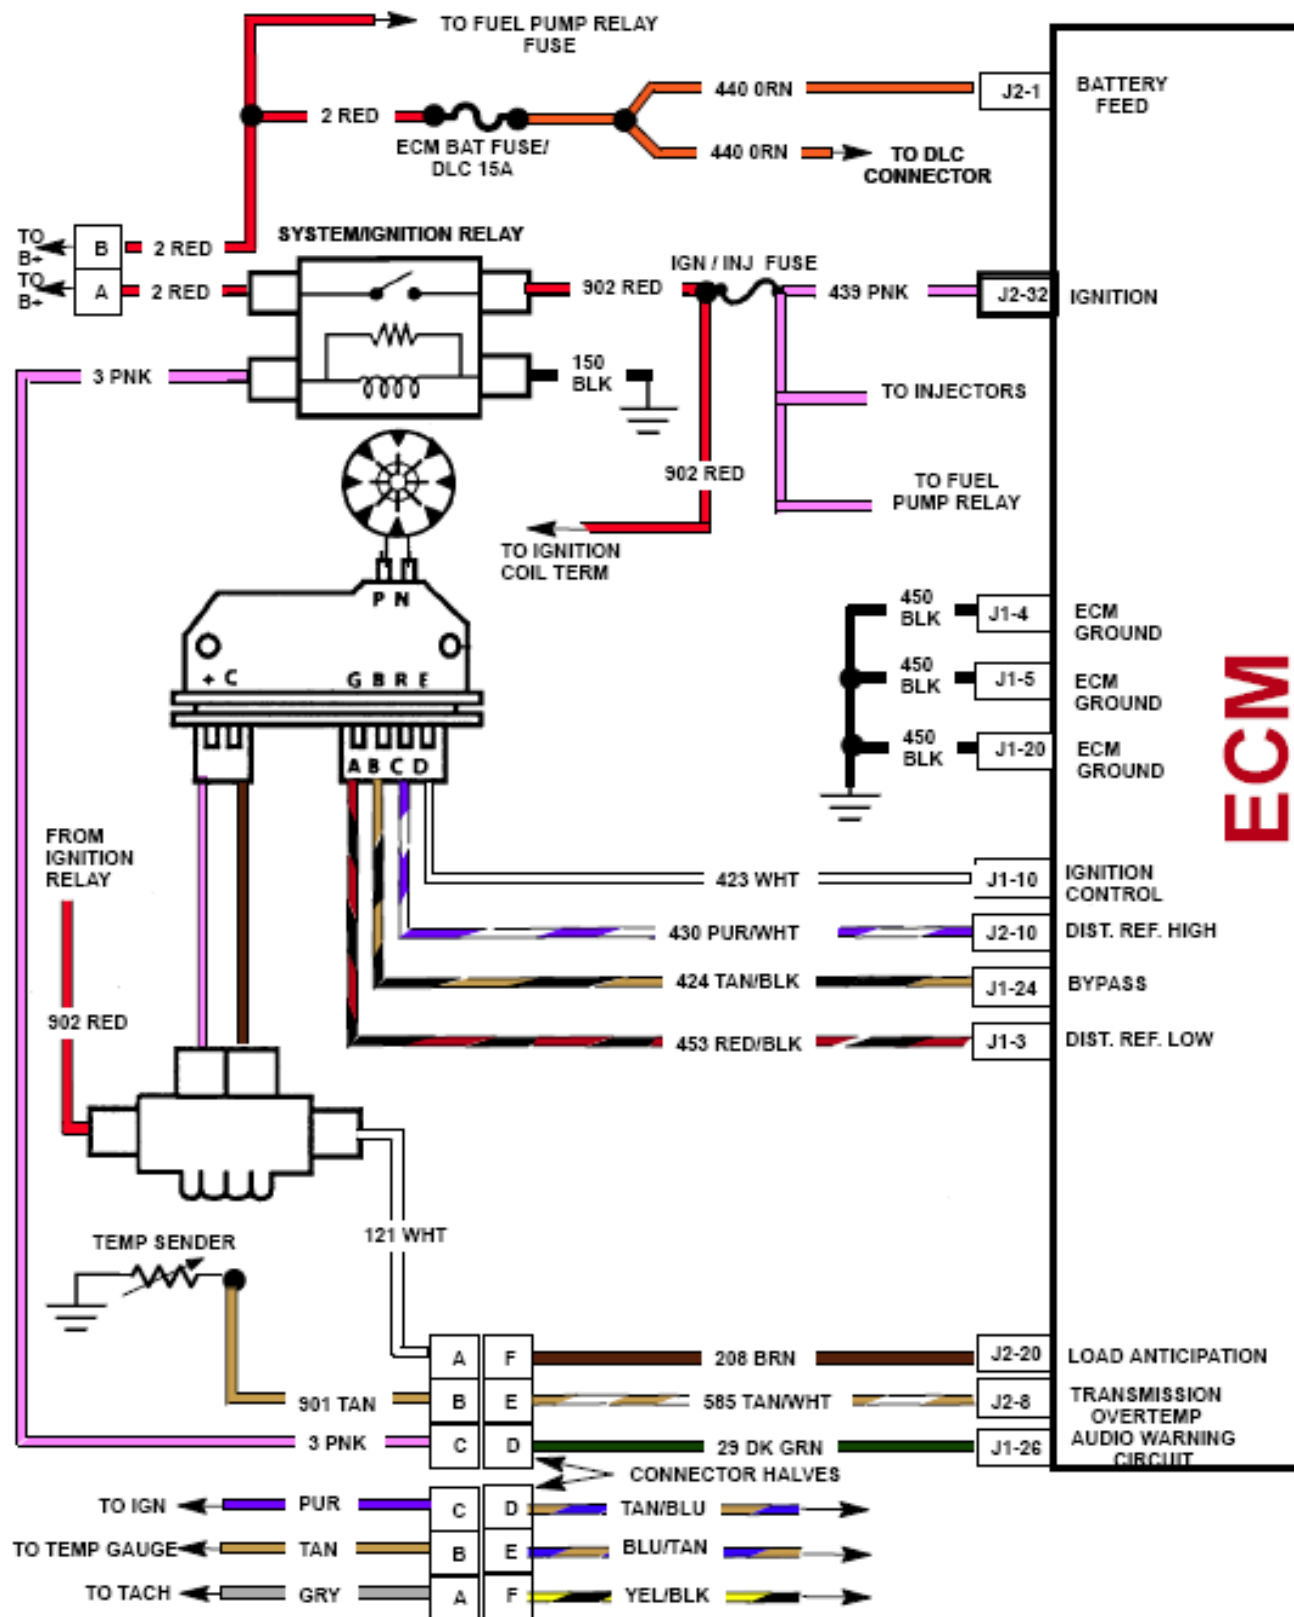 TO FUEL PUMP RELAY
FUSE
440 0RN
J2-1
BATTERY
FEED
2 RED
ECM BAT FUSE/
DLC 15A
440 0RN
TO DLC
CONNECTOR
TO
B+
B
2 RED
SYSTEM/IGNITION RELAY
TO
B+
A
2 RED
902 RED
IGN / INJ FUSE
439 PNK
J2-32
IGNITION
3 PNK
150
BLK
TO INJECTORS
902 RED
TO FUEL
PUMP RELAY
TO IGNITION
COIL TERM
P N
450
BLK
J1-4
ECM
GROUND
+ C
G B R E
450
BLK
J1-5
ECM
GROUND
ECM
450
BLK
J1-20
ECM
GROUND
A B C D
FROM
IGNITION
RELAY
423 WHT
J1-10
IGNITION
CONTROL
430 PUR/WHT
J2-10
DIST. REF. HIGH
424 TAN/BLK
J1-24
BYPASS
902 RED
453 RED/BLK
J1-3
DIST. REF. LOW
121 WHT
TEMP SENDER
A
F
208 BRN
J2-20
LOAD ANTICIPATION
901 TAN
B
E
585 TAN/WHT
J2-8
TRANSMISSION
OVERTEMP
3 PNK
C
D
29 DK GRN
J1-26
AUDIO WARNING
CIRCUIT
CONNECTOR HALVES
TO IGN
PUR
C
D
TAN/BLU
TO TEMP GAUGE
TAN
B
E
BLU/TAN
TO TACH
GRY
A
F
YEL/BLK